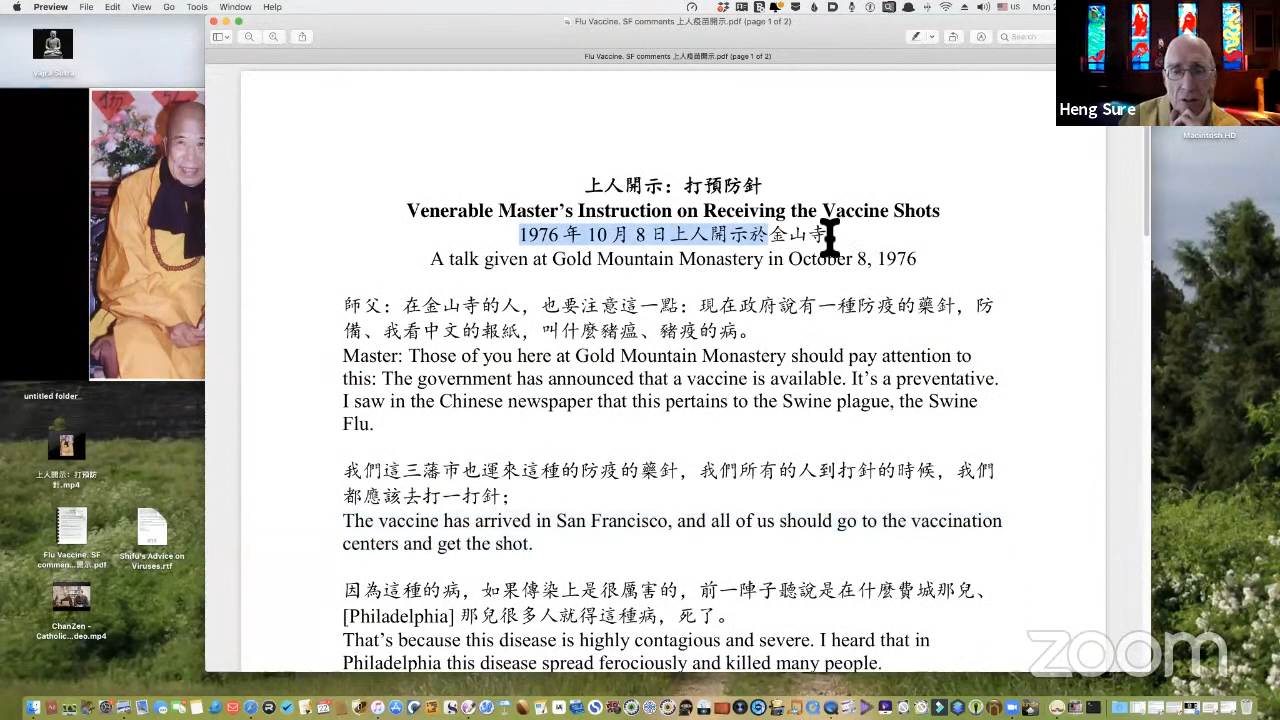 Preview File Edit View Go Tools Window Help
Flu Vaccine. SF comments 上人疫苗開示.pdf (page 1 of 2)
Search
Flu Vaccine. SF comments 上人疫苗開示.pdf (page 1 of 2)
Vajra Sutra
Heng Sure
Macintosh HD
上人開示：打預防針
Venerable Master's Instruction on Receiving the Vaccine Shots
1976 年 10 月 8 日上人開示於金山寺
A talk given at Gold Mountain Monastery in October 8, 1976
師父：在金山寺的人，也要注意這一點：現在政府說有一種防疫的藥針，防
備、我看中文的報紙，叫什麼豬瘟、豬疫的病。
Master: Those of you here at Gold Mountain Monastery should pay attention to
this: The government has announced that a vaccine is available. It's a preventative.
I saw in the Chinese newspaper that this pertains to the Swine plague, the Swine
Flu.
我們這三藩市也運來這種的防疫的藥針，我們所有的人到打針的時候，我們
都應該去打一打針；
The vaccine has arrived in San Francisco, and all of us should go to the vaccination
centers and get the shot.
因為這種的病，如果傳染上是很厲害的，前一陣子聽說是在什麼費城那兒、
[Philadelphia] 那兒很多人就得這種病，死了。
That's because this disease is highly contagious and severe. I heard that in
Philadelphia this disease spread ferociously and killed many people.
untitled folder
上人開示：打預防
針.mp4
Flu Vaccine. SF
commen...開示.pdf
Shifu's Advice on
Viruses.rtf
ChanZen -
Catholic...deo.mp4
zoom